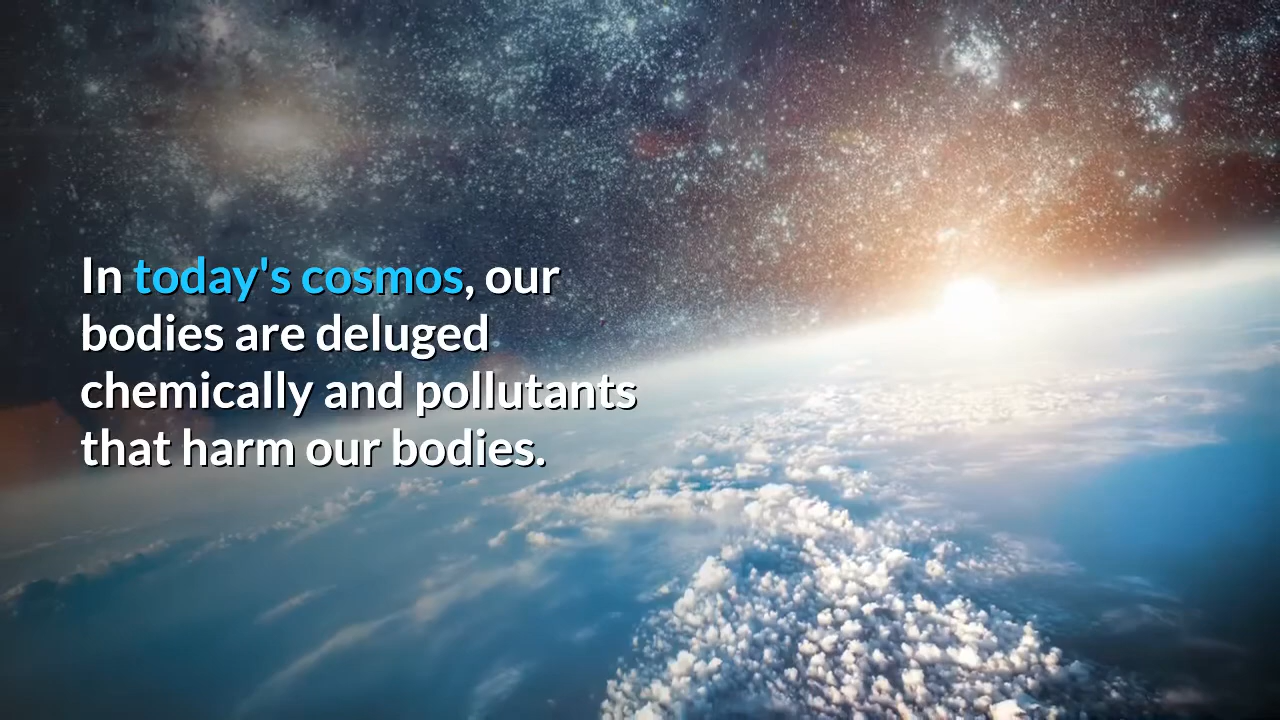 In today's cosmos, our
bodies are deluged
chemically and pollutants
that harm our bodies.